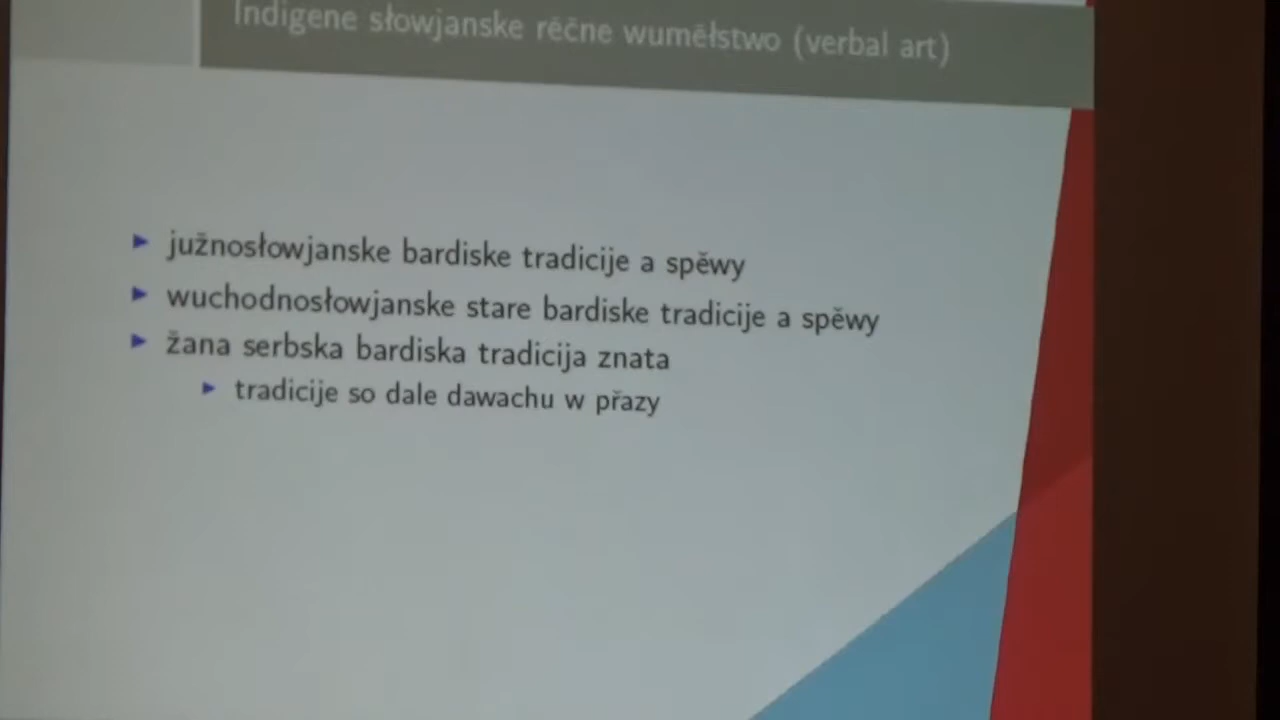 Indigene słowjanske rěčne wumělstwo (verbal art)
južnosłowjanske bardiske tradicije a spěwy
wuchodnosłowjanske stare bardiske tradicije a spěwy
žana serbska bardiska tradicija znata
tradicije so dale dawachu w přazy